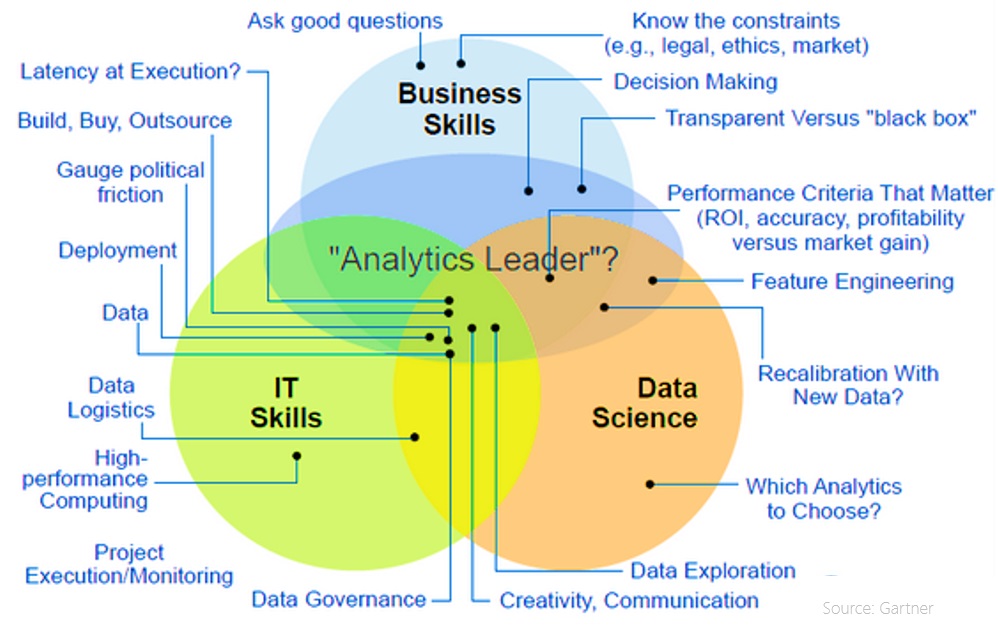 Ask good questions
Know the constraints
(e.g., legal, ethics, market)
Latency at Execution?
Decision Making
Business
Skills
Build, Buy, Outsource
Transparent Versus "black box"
Gauge political
friction
Performance Criteria That Matter
(ROI, accuracy, profitability
versus market gain)
Deployment
"Analytics Leader"?
Feature Engineering
Data
Recalibration With
New Data?
Data
Logistics
IT
Skills
Data
Science
High-
performance
Computing
Which Analytics
to Choose?
Project
Execution/Monitoring
Data Exploration
Data Governance
Creativity, Communication
Source: Gartner